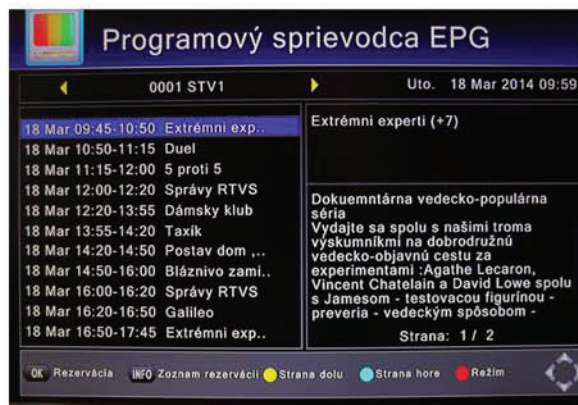 Programový sprievodca EPG
0001 STV1
Uto. 18 Mar 2014 09:59
18 Mar 09:45-10:50 Extrémni exp..
18 Mar 10:50-11:15 Duel
18 Mar 11:15-12:00 5 proti 5
18 Mar 12:00-12:20 Správy RTVS
18 Mar 12:20-13:55 Dámsky klub
18 Mar 13:55-14:20 Taxík
18 Mar 14:20-14:50 Postav dom ,..
18 Mar 14:50-16:00 Bláznivo zami..
18 Mar 16:00-16:20 Správy RTVS
18 Mar 16:20-16:50 Galileo
18 Mar 16:50-17:45 Extrémni exp..
Extrémni experti (+7)
Dokuemntárna vedecko-populárna
séria
Vydajte sa spolu s našimi troma
výskumníkmi na dobrodružnú
vedecko-objavnú cestu za
experimentami :Agathe Lecaron,
Vincent Chatelain a David Lowe spolu
s Jamesom - testovacou figurínou -
preveria - vedeckým spôsobom -
Strana: 1 / 2
OK Rezervácia INFO Zoznam rezervácií Strana dolu Strana hore Režim